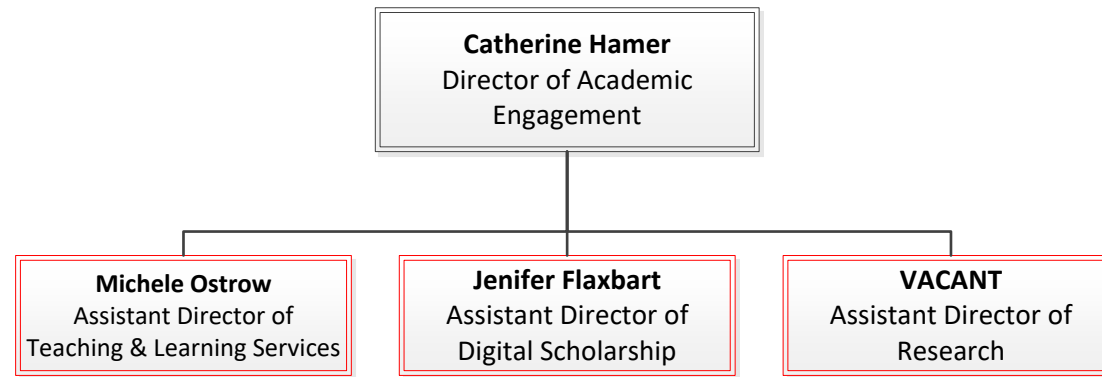 Catherine Hamer
Director of Academic
Engagement
Michele Ostrow
Assistant Director of
Teaching & Learning Services
Jenifer Flaxbart
Assistant Director of
Digital Scholarship
VACANT
Assistant Director of
Research